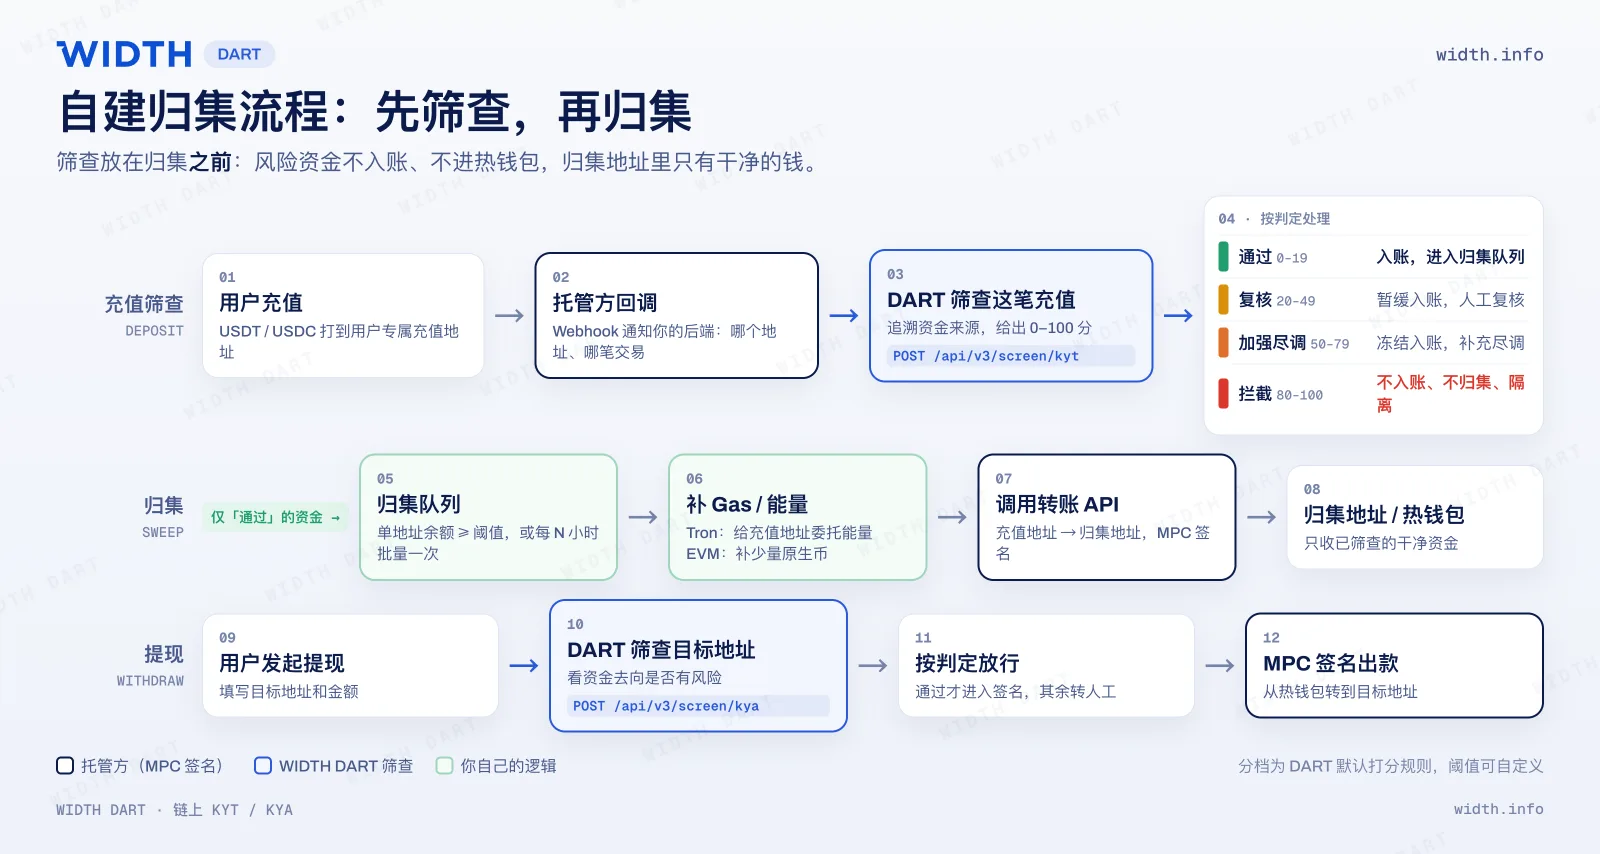 WIDTH DART
width.info
自建归集流程：先筛查，再归集
筛查放在归集之前：风险资金不入账、不进热钱包，归集地址里只有干净的钱。
充值筛查
DEPOSIT
01
用户充值
USDT / USDC 打到用户专属充值地
址
→
02
托管方回调
Webhook 通知你的后端：哪个地
址、哪笔交易
→
03
DART 筛查这笔充值
追溯资金来源，给出 0–100 分
POST /api/v3/screen/kyt
→
04 · 按判定处理
通过 0–19 入账，进入归集队列
复核 20–49 暂缓入账，人工复核
加强尽调 50–79 冻结入账，补充尽调
拦截 80–100 不入账、不归集、隔
离
归集
SWEEP
仅「通过」的资金 →
05
归集队列
单地址余额 ≥ 阈值，或每 N 小时
批量一次
→
06
补 Gas / 能量
Tron：给充值地址委托能量
EVM：补少量原生币
→
07
调用转账 API
充值地址 → 归集地址，MPC 签
名
→
08
归集地址 / 热钱包
只收已筛查的干净资金
提现
WITHDRAW
09
用户发起提现
填写目标地址和金额
→
10
DART 筛查目标地址
看资金去向是否有风险
POST /api/v3/screen/kya
→
11
按判定放行
通过才进入签名，其余转人工
→
12
MPC 签名出款
从热钱包转到目标地址
托管方（MPC 签名） WIDTH DART 筛查 你自己的逻辑
分档为 DART 默认打分规则，阈值可自定义
WIDTH DART · 链上 KYT / KYA
width.info